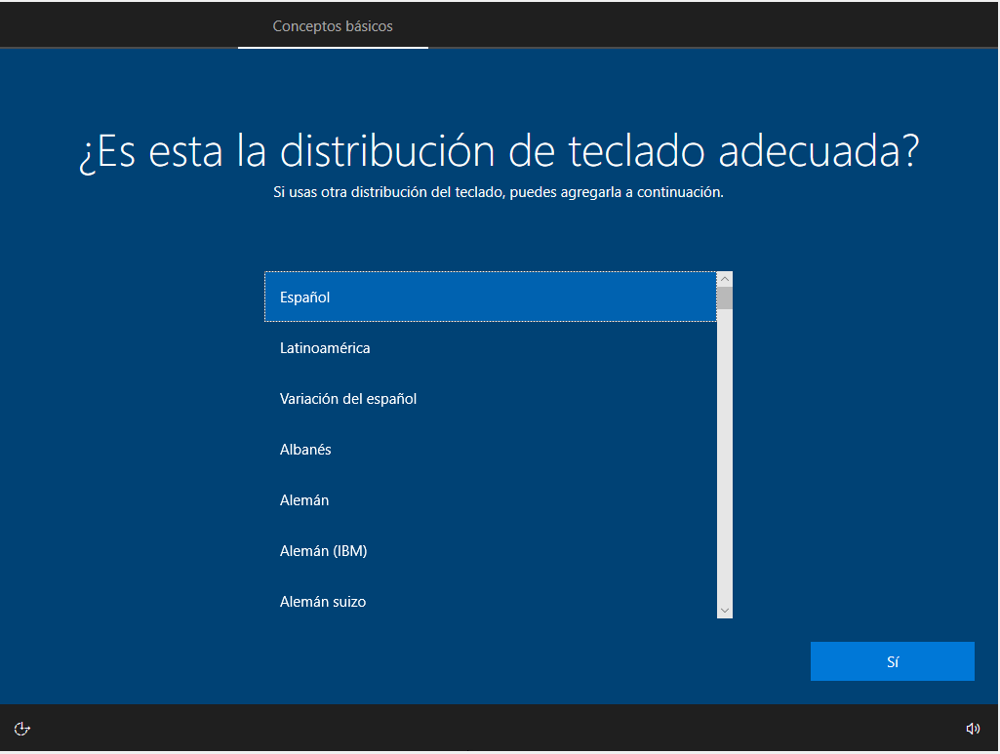 Conceptos básicos
¿Es esta la distribución de teclado adecuada?
Si usas otra distribución del teclado, puedes agregarla a continuación.
Español
Latinoamérica
Variación del español
Albanés
Alemán
Alemán (IBM)
Alemán suizo
Sí